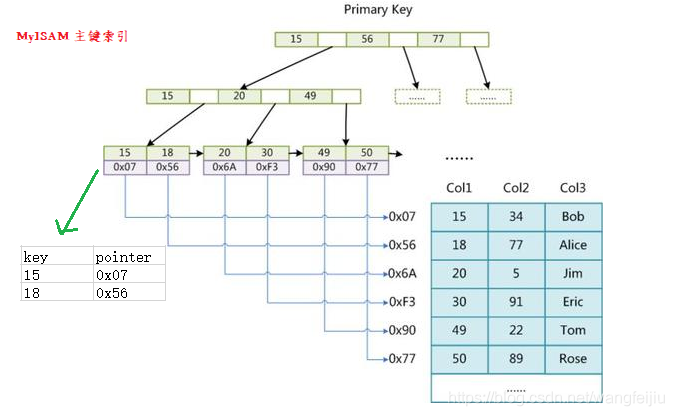 Primary Key
MyISAM 主键索引
15 56 77
15 20 49
...... ......
15 18 20 30 49 50
0x07 0x56 0x6A 0xF3 0x90 0x77
......
Col1 Col2 Col3
0x07 15 34 Bob
0x56 18 77 Alice
0x6A 20 5 Jim
0xF3 30 91 Eric
0x90 49 22 Tom
0x77 50 89 Rose
......
key pointer
15 0x07
18 0x56
https://blog.csdn.net/wangfeijiu